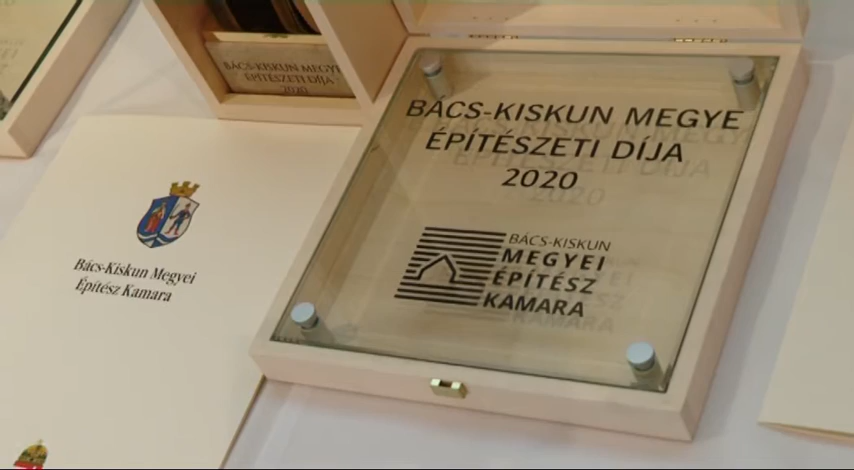 BÁCS-KISKUN MEGYE
ÉPÍTÉSZETI DÍJA
2020
BÁCS-KISKUN
MEGYEI
ÉPÍTÉSZ
KAMARA
BÁCS-KISKUN MEGYE
ÉPÍTÉSZETI DÍJA
2020
Bács-Kiskun Megyei
Építész Kamara